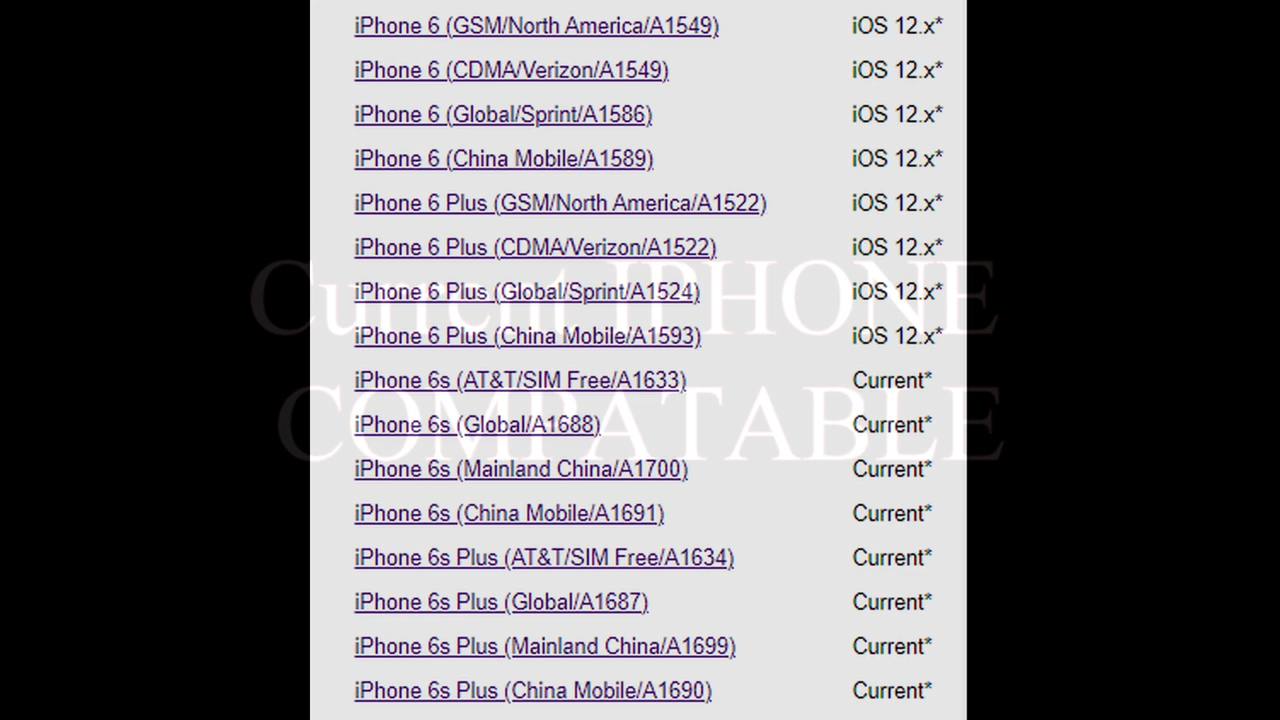 iPhone 6 (GSM/North America/A1549) iOS 12.x*
iPhone 6 (CDMA/Verizon/A1549) iOS 12.x*
iPhone 6 (Global/Sprint/A1586) iOS 12.x*
iPhone 6 (China Mobile/A1589) iOS 12.x*
iPhone 6 Plus (GSM/North America/A1522) iOS 12.x*
iPhone 6 Plus (CDMA/Verizon/A1522) iOS 12.x*
Current IPHONE
iPhone 6 Plus (Global/Sprint/A1524) iOS 12.x*
iPhone 6 Plus (China Mobile/A1593) iOS 12.x*
iPhone 6s (AT&T/SIM Free/A1633) Current*
COMPATABLE
iPhone 6s (Global/A1688) Current*
iPhone 6s (Mainland China/A1700) Current*
iPhone 6s (China Mobile/A1691) Current*
iPhone 6s Plus (AT&T/SIM Free/A1634) Current*
iPhone 6s Plus (Global/A1687) Current*
iPhone 6s Plus (Mainland China/A1699) Current*
iPhone 6s Plus (China Mobile/A1690) Current*